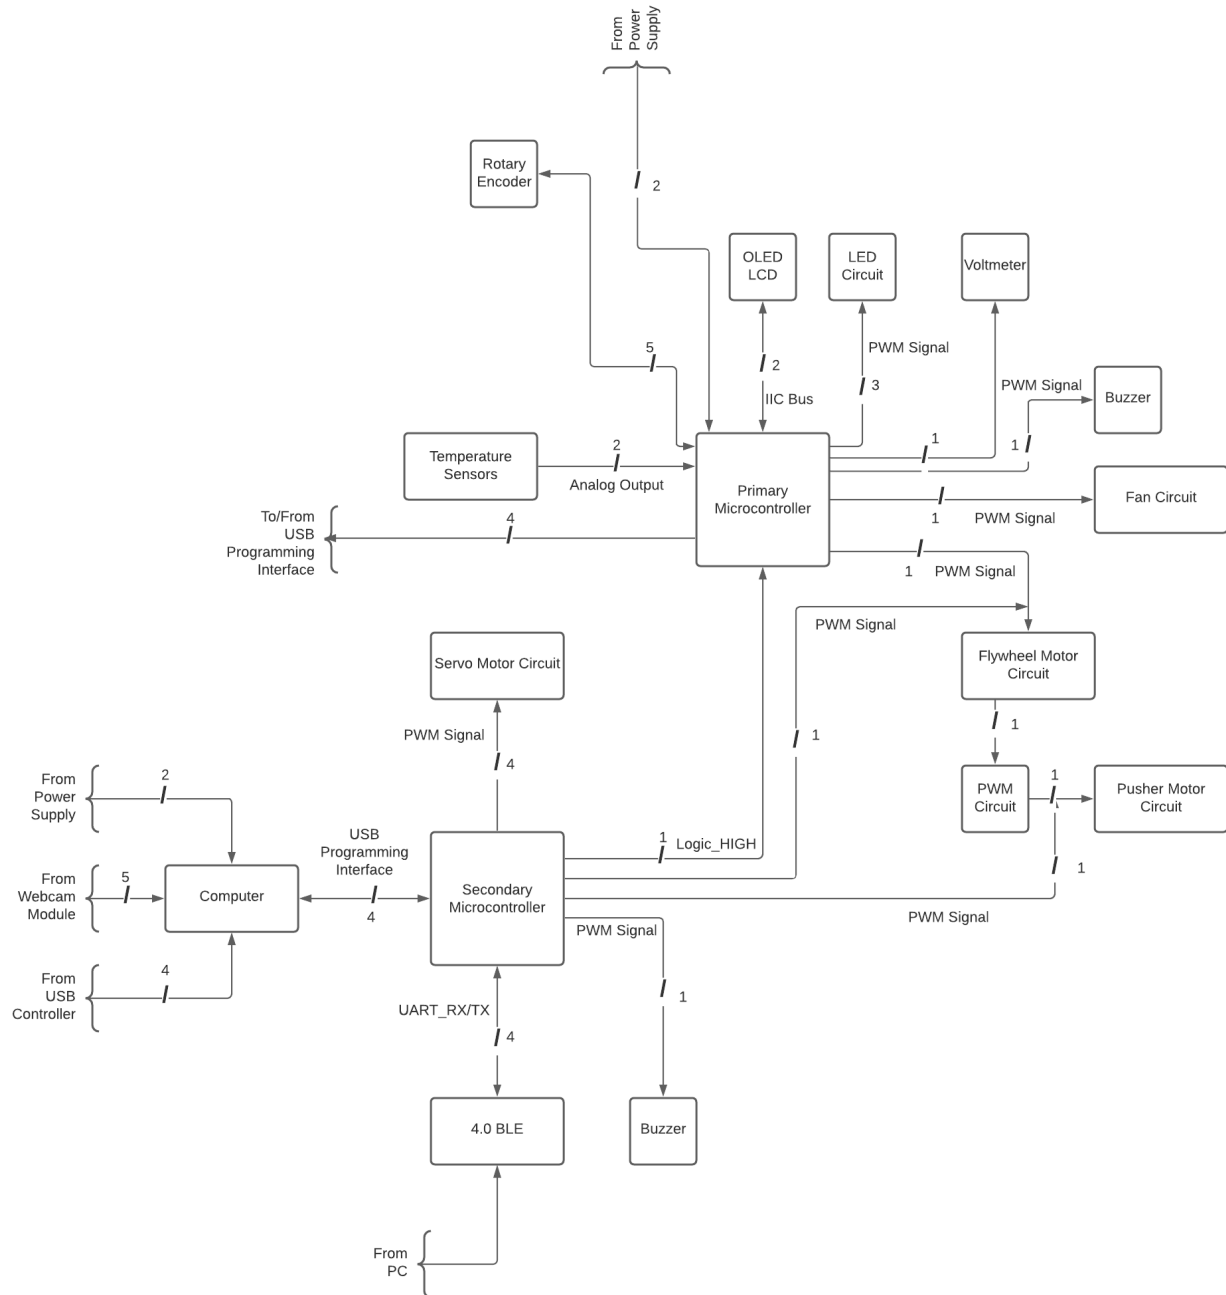 From
Power
Supply
Rotary
Encoder
2
OLED
LCD
LED
Circuit
Voltmeter
5
PWM Signal
2
3
IIC Bus
PWM Signal
Buzzer
Temperature
Sensors
2
Analog Output
1
1
Primary
Microcontroller
1
PWM Signal
Fan Circuit
To/From
USB
Programming
Interface
4
1
PWM Signal
PWM Signal
Servo Motor Circuit
Flywheel Motor
Circuit
PWM Signal
4
1
1
From
Power
Supply
2
PWM
Circuit
1
Pusher Motor
Circuit
USB
Programming
Interface
4
1
Logic_HIGH
From
Webcam
Module
5
Computer
Secondary
Microcontroller
1
PWM Signal
PWM Signal
From
USB
Controller
4
UART_RX/TX
4
1
4.0 BLE
Buzzer
From
PC